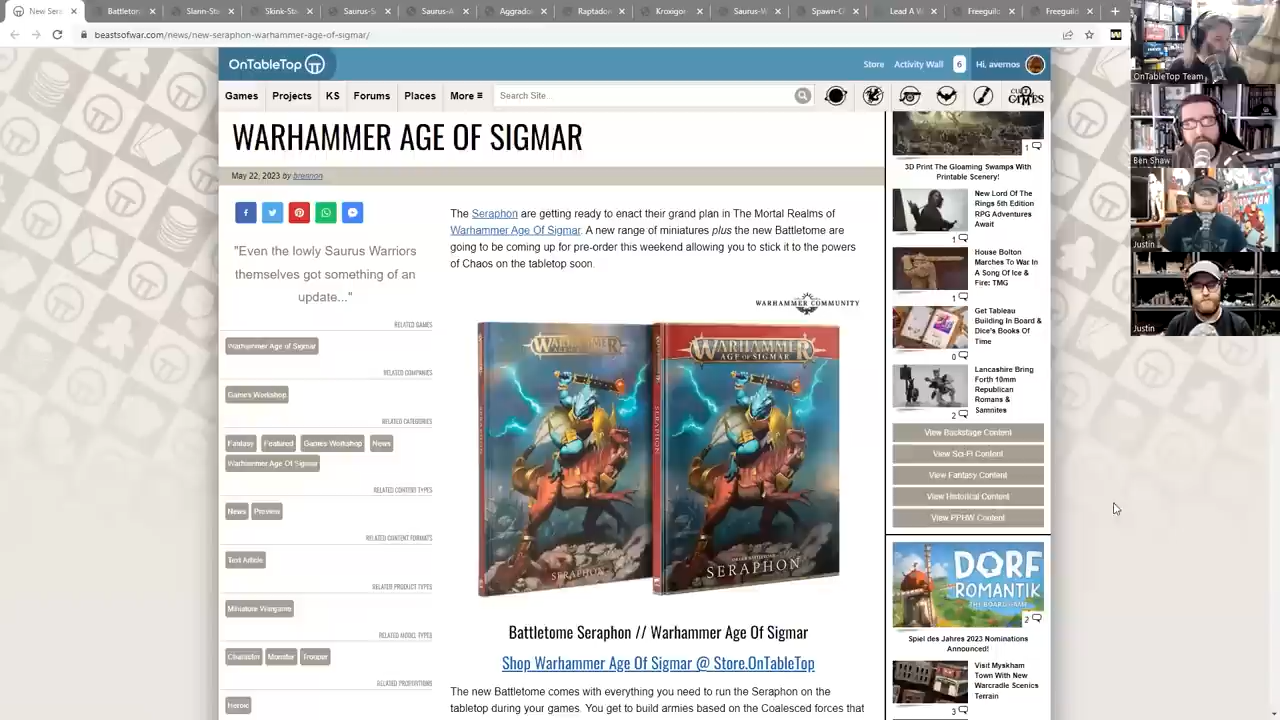 New Sera
Battleton
Slann-Sta
Skink-Sta
Saurus-S
Saurus-A
Aggrador
Raptadon
Kroxigor
Saurus-W
Spawn-C
Lead A W
Freeguild
Freeguild
beastsofwar.com/news/new-seraphon-warhammer-age-of-sigmar/
OnTableTop
Store
Activity Wall
6
Hi, avernos
Games
Projects
KS
Forums
Places
More
Search Site
WARHAMMER AGE OF SIGMAR
May 22, 2023 by brennon
"Even the lowly Saurus Warriors
themselves got something of an
update..."
RELATED GAMES
Warhammer Age of Sigmar
RELATED COMPANIES
Games Workshop
RELATED CATEGORIES
Fantasy
Featured
Games Workshop
News
Warhammer Age Of Sigmar
RELATED CONTENT TYPES
News
Preview
RELATED CONTENT FORMATS
Text Article
RELATED PRODUCT TYPES
Miniature Wargame
RELATED MODEL TYPES
Character
Monster
Trooper
RELATED PROPORTIONS
Heroic
The Seraphon are getting ready to enact their grand plan in The Mortal Realms of
Warhammer Age Of Sigmar. A new range of miniatures plus the new Battletome are
going to be coming up for pre-order this weekend allowing you to stick it to the powers
of Chaos on the tabletop soon.
WARHAMMER COMMUNITY
WARHAMMER
SERAPHON
WARHAMMER
AGE OF SIGMAR
SERAPHON
Battletome Seraphon // Warhammer Age Of Sigmar
Shop Warhammer Age Of Sigmar @ Store.OnTableTop
The new Battletome comes with everything you need to run the Seraphon on the
tabletop during your games. You get to build armies based on the Coalesced forces that
1
3D Print The Gloaming Swamps With
Printable Scenery!
New Lord Of The
Rings 5th Edition
RPG Adventures
Await
1
House Bolton
Marches To War In
A Song Of Ice &
Fire: TMG
1
Get Tableau
Building In Board &
Dice's Books Of
Time
0
Lancashire Bring
Forth 10mm
Republican
Romans &
Samnites
2
View Backstage Content
View Sci-Fi Content
View Fantasy Content
View Historical Content
View PPHW Content
DORF
ROMANTIK
THE BOARD GAME
2
Spiel des Jahres 2023 Nominations
Announced!
Visit Myskham
Town With New
Warcradle Scenics
Terrain
3
OnTableTop Team
Ben Shaw
Justin
Justin